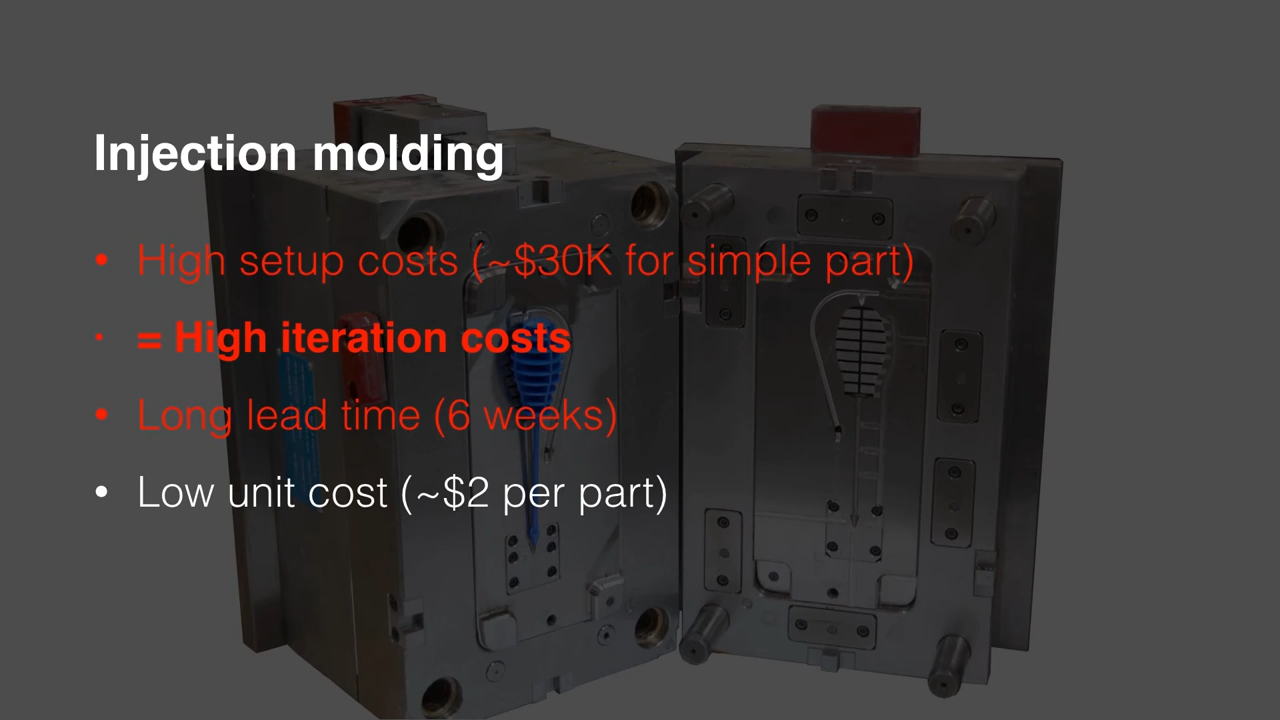 Injection molding
• High setup costs (~$30K for simple part)
• = High iteration costs
• Long lead time (6 weeks)
• Low unit cost (~$2 per part)